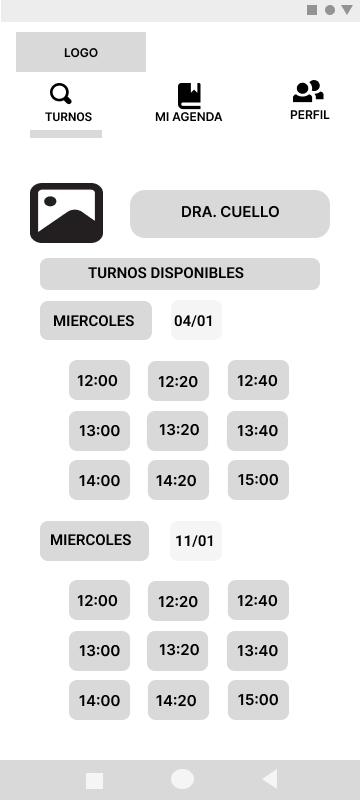 LOGO
TURNOS MI AGENDA PERFIL
DRA. CUELLO
TURNOS DISPONIBLES
MIERCOLES 04/01
12:00 12:20 12:40
13:00 13:20 13:40
14:00 14:20 15:00
MIERCOLES 11/01
12:00 12:20 12:40
13:00 13:20 13:40
14:00 14:20 15:00